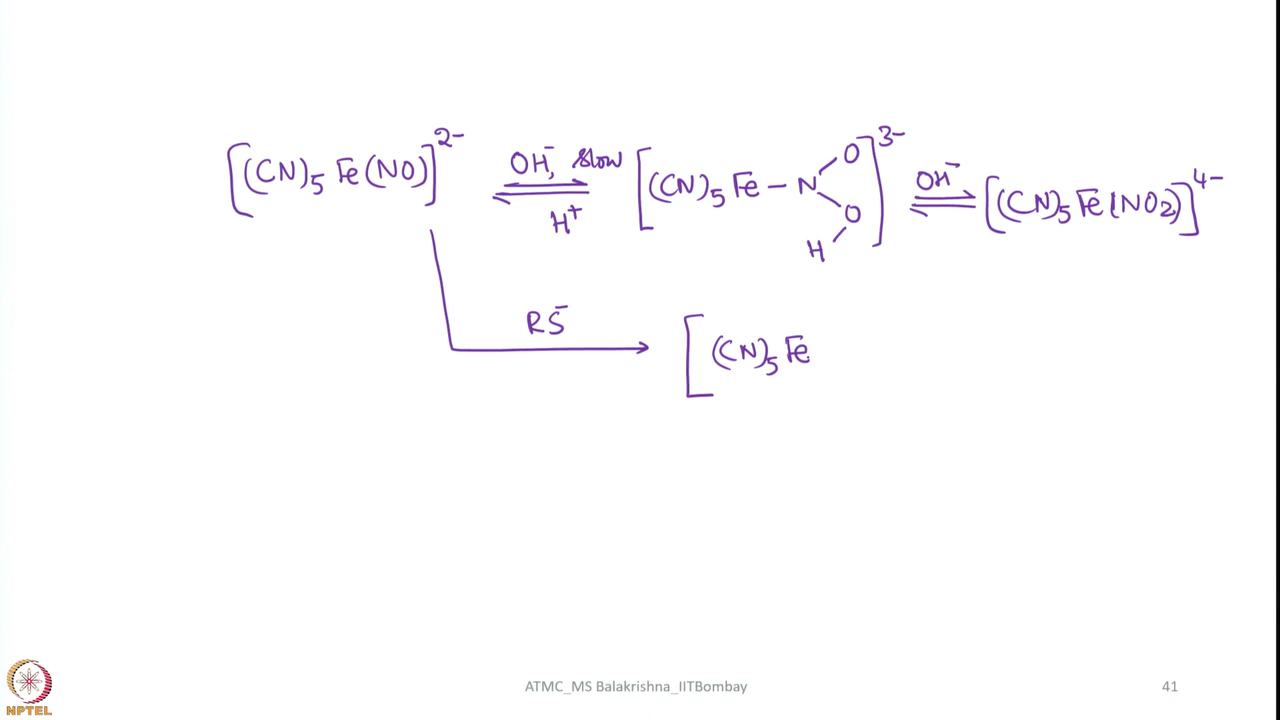 [(CN)5 Fe(NO)]2- OH-, slow H+ [(CN)5 Fe - N O O H]3- OH- [(CN)5 Fe(NO2)]4-
RS- [(CN)5 Fe
NPTEL
ATMC_MS Balakrishna_IITBombay
41